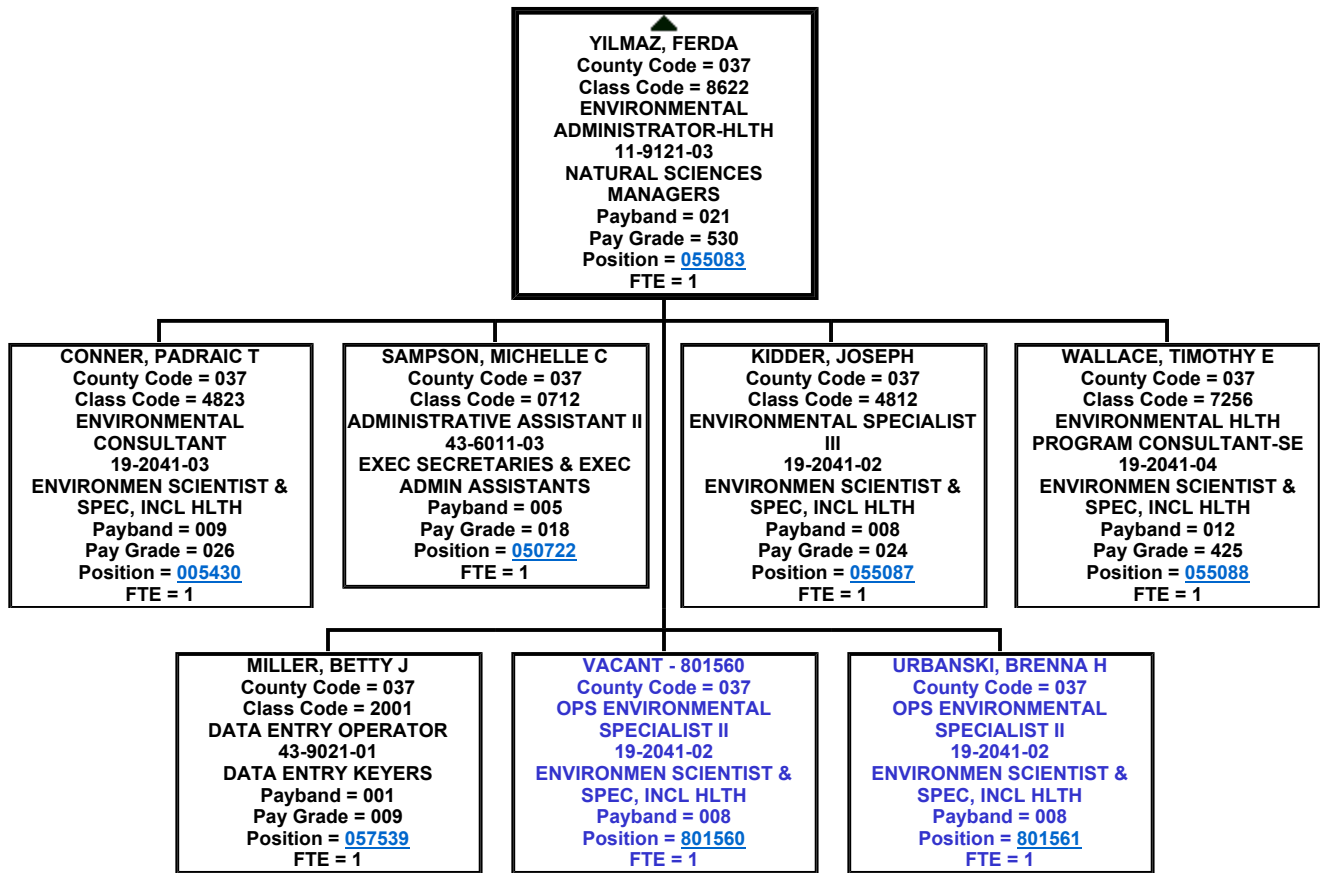 YILMAZ, FERDA
County Code = 037
Class Code = 8622
ENVIRONMENTAL
ADMINISTRATOR-HLTH
11-9121-03
NATURAL SCIENCES
MANAGERS
Payband = 021
Pay Grade = 530
Position = 055083
FTE = 1
CONNER, PADRAIC T
County Code = 037
Class Code = 4823
ENVIRONMENTAL
CONSULTANT
19-2041-03
ENVIRONMEN SCIENTIST &
SPEC, INCL HLTH
Payband = 009
Pay Grade = 026
Position = 005430
FTE = 1
SAMPSON, MICHELLE C
County Code = 037
Class Code = 0712
ADMINISTRATIVE ASSISTANT II
43-6011-03
EXEC SECRETARIES & EXEC
ADMIN ASSISTANTS
Payband = 005
Pay Grade = 018
Position = 050722
FTE = 1
KIDDER, JOSEPH
County Code = 037
Class Code = 4812
ENVIRONMENTAL SPECIALIST
III
19-2041-02
ENVIRONMEN SCIENTIST &
SPEC, INCL HLTH
Payband = 008
Pay Grade = 024
Position = 055087
FTE = 1
WALLACE, TIMOTHY E
County Code = 037
Class Code = 7256
ENVIRONMENTAL HLTH
PROGRAM CONSULTANT-SE
19-2041-04
ENVIRONMEN SCIENTIST &
SPEC, INCL HLTH
Payband = 012
Pay Grade = 425
Position = 055088
FTE = 1
MILLER, BETTY J
County Code = 037
Class Code = 2001
DATA ENTRY OPERATOR
43-9021-01
DATA ENTRY KEYERS
Payband = 001
Pay Grade = 009
Position = 057539
FTE = 1
VACANT - 801560
County Code = 037
OPS ENVIRONMENTAL
SPECIALIST II
19-2041-02
ENVIRONMEN SCIENTIST &
SPEC, INCL HLTH
Payband = 008
Position = 801560
FTE = 1
URBANSKI, BRENNA H
County Code = 037
OPS ENVIRONMENTAL
SPECIALIST II
19-2041-02
ENVIRONMEN SCIENTIST &
SPEC, INCL HLTH
Payband = 008
Position = 801561
FTE = 1